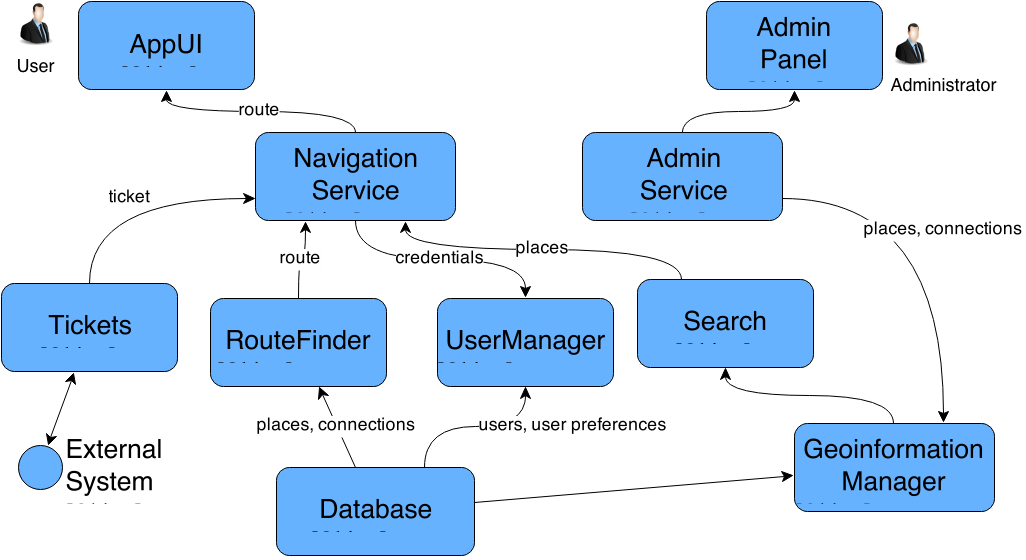 AppUI
User
Admin
Panel
Administrator
route
Navigation
Service
Admin
Service
ticket
places, connections
route
credentials
places
Tickets
RouteFinder
UserManager
Search
places, connections
users, user preferences
External
System
Geoinformation
Manager
Database